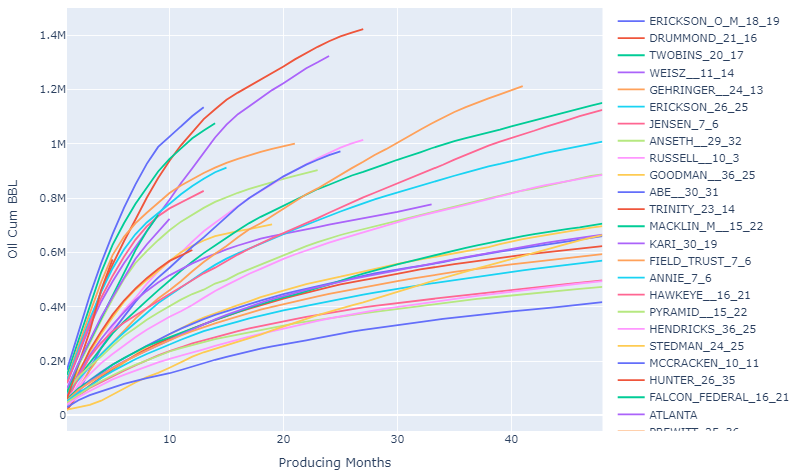 1.4M
1.2M
1M
0.8M
0.6M
0.4M
0.2M
0
Oil Cum BBL
10
20
30
40
Producing Months
ERICKSON_O_M_18_19
DRUMMOND_21_16
TWOBINS_20_17
WEISZ__11_14
GEHRINGER__24_13
ERICKSON_26_25
JENSEN_7_6
ANSETH__29_32
RUSSELL__10_3
GOODMAN__36_25
ABE__30_31
TRINITY_23_14
MACKLIN_M__15_22
KARI_30_19
FIELD_TRUST_7_6
ANNIE_7_6
HAWKEYE__16_21
PYRAMID__15_22
HENDRICKS_36_25
STEDMAN_24_25
MCCRACKEN_10_11
HUNTER_26_35
FALCON_FEDERAL_16_21
ATLANTA